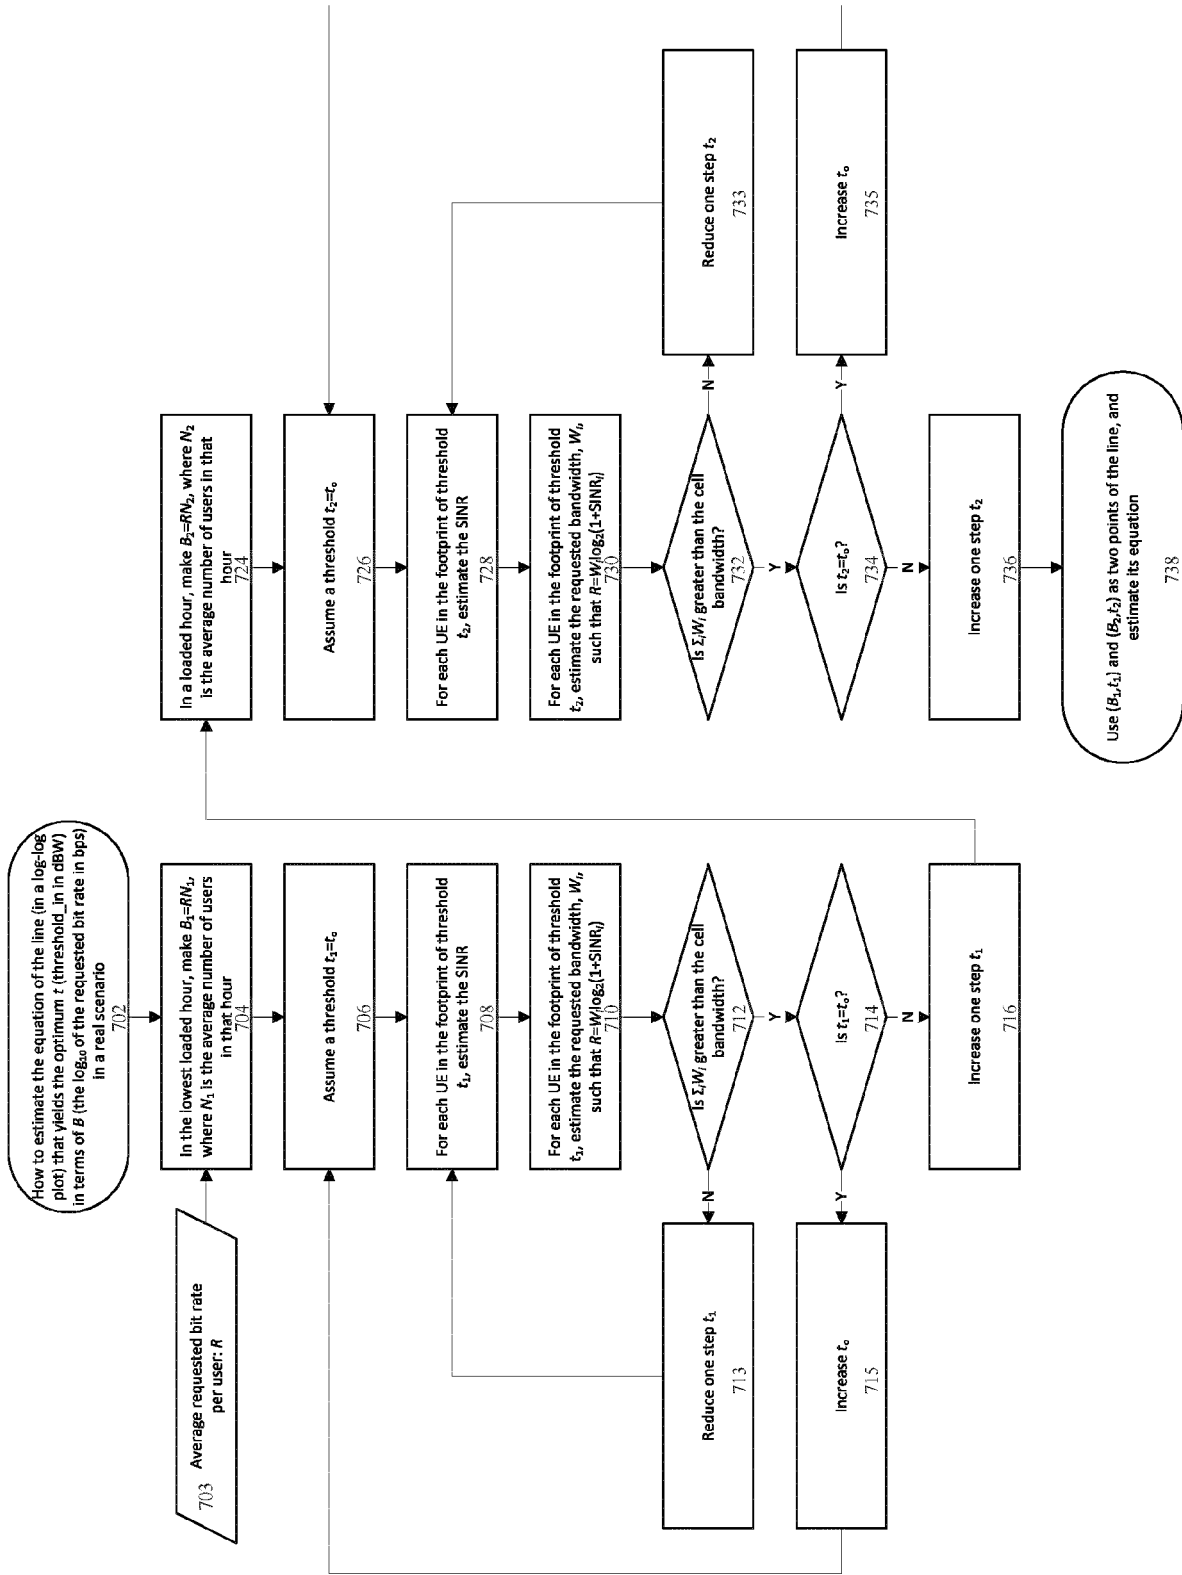 How to estimate the equation of the line (in a log-log
plot) that yields the optimum t (threshold_in in dBW)
in terms of B (the log₁₀ of the requested bit rate in bps)
in a real scenario
702
703
Average requested bit rate
per user: R
In the lowest loaded hour, make B₁=RN₁,
where N₁ is the average number of users
in that hour
704
Assume a threshold t₁=tₒ
706
For each UE in the footprint of threshold
t₁, estimate the SINR
708
For each UE in the footprint of threshold
t₁, estimate the requested bandwidth, Wᵢ,
such that R=Wᵢlog₂(1+SINRᵢ)
710
Is ΣᵢWᵢ greater than the cell
bandwidth?
712
N
Reduce one step t₁
713
Y
Is t₁=tₒ?
714
Y
Increase tₒ
715
N
Increase one step t₁
716
In a loaded hour, make B₂=RN₂, where N₂
is the average number of users in that
hour
724
Assume a threshold t₂=tₒ
726
For each UE in the footprint of threshold
t₂, estimate the SINR
728
For each UE in the footprint of threshold
t₂, estimate the requested bandwidth, Wᵢ,
such that R=Wᵢlog₂(1+SINRᵢ)
730
Is ΣᵢWᵢ greater than the cell
bandwidth?
732
N
Reduce one step t₂
733
Y
Is t₂=tₒ?
734
Y
Increase tₒ
735
N
Increase one step t₂
736
Use (B₁,t₁) and (B₂,t₂) as two points of the line, and
estimate its equation
738